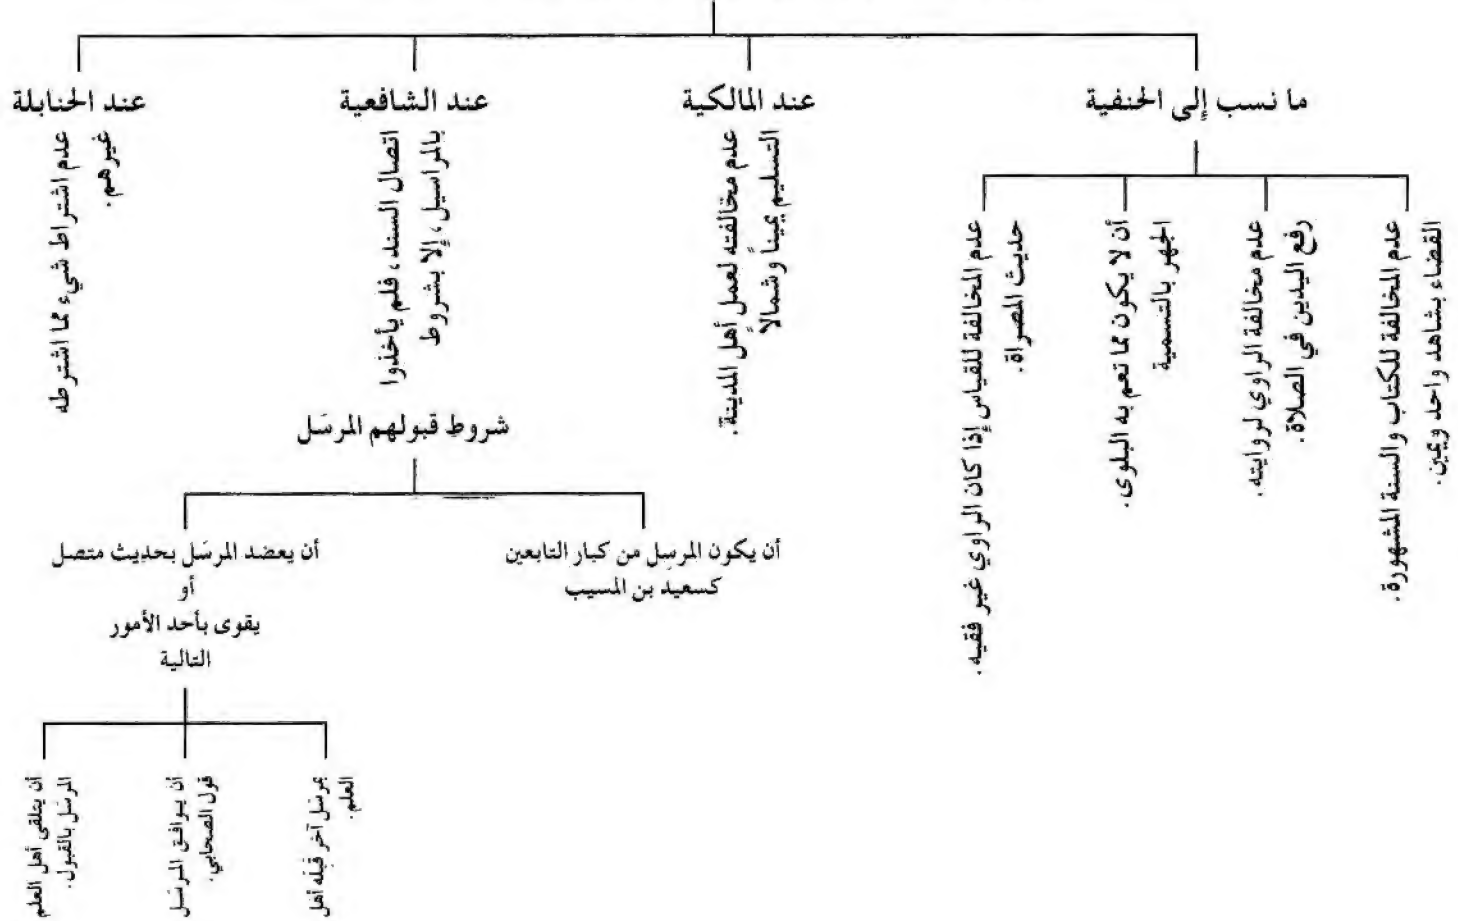 ما نسب إلى الحنفية
عدم المخالفة للكتاب والسنة المشهورة.
القضاء بشاهد واحد ويمين.
عدم مخالفة الراوي لروايته.
رفع اليدين في الصلاة.
أن لا يكون مما تعم به البلوى.
الجهر بالتسمية
عدم المخالفة للقياس إذا كان الراوي غير فقيه.
حديث المصراة.
عند المالكية
عدم مخالفته لعمل أهل المدينة.
التسليم يميناً وشمالاً
عند الشافعية
اتصال السند، فلم يأخذوا
بالمراسيل، إلا بشروط
شروط قبولهم المرسَل
أن يكون المرسِل من كبار التابعين
كسعيد بن المسيب
أن يعضد المرسَل بحديث متصل
أو
يقوى بأحد الأمور
التالية
بمرسَل آخر قبِلَه أهل
العلم.
أن يوافق المرسَل
قول الصحابي.
أن يتلقى أهل العلم
المرسَل بالقبول.
عند الحنابلة
عدم اشتراط شيء مما اشترطه
غيرهم.